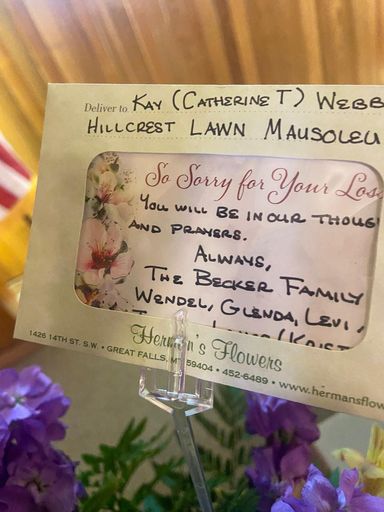 Deliver to KAY (CATHERINE T) WEBB
HILLCREST LAWN MAUSOLEU
So Sorry for Your Los
YOU WILL BE IN OUR THOUG
AND PRAYERS.
ALWAYS,
THE BECKER FAMILY
WENDEL, GLENDA, LEVI,
(KRIST
Herman's Flowers
1426 14TH ST. S.W. • GREAT FALLS, MT 59404 • 452-6489 • www.hermansflow